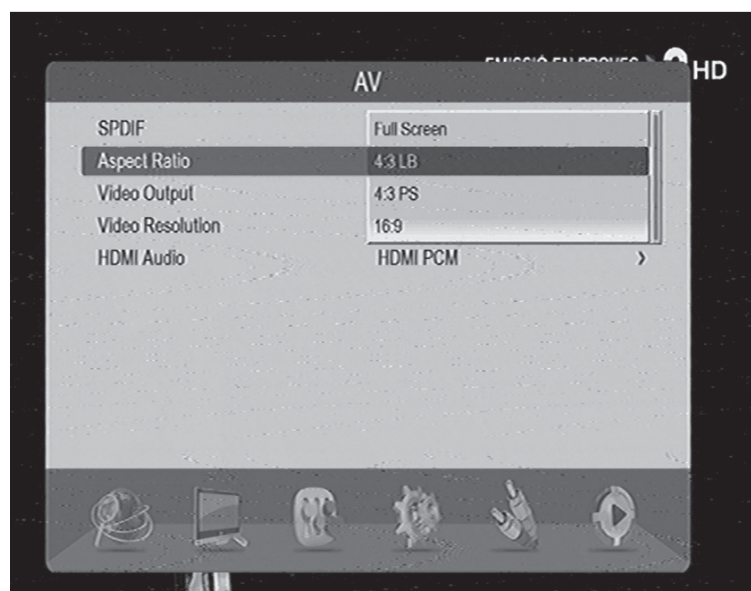 HD
AV
SPDIF
Full Screen
Aspect Ratio
4:3 LB
Video Output
4:3 PS
Video Resolution
16:9
HDMI Audio
HDMI PCM